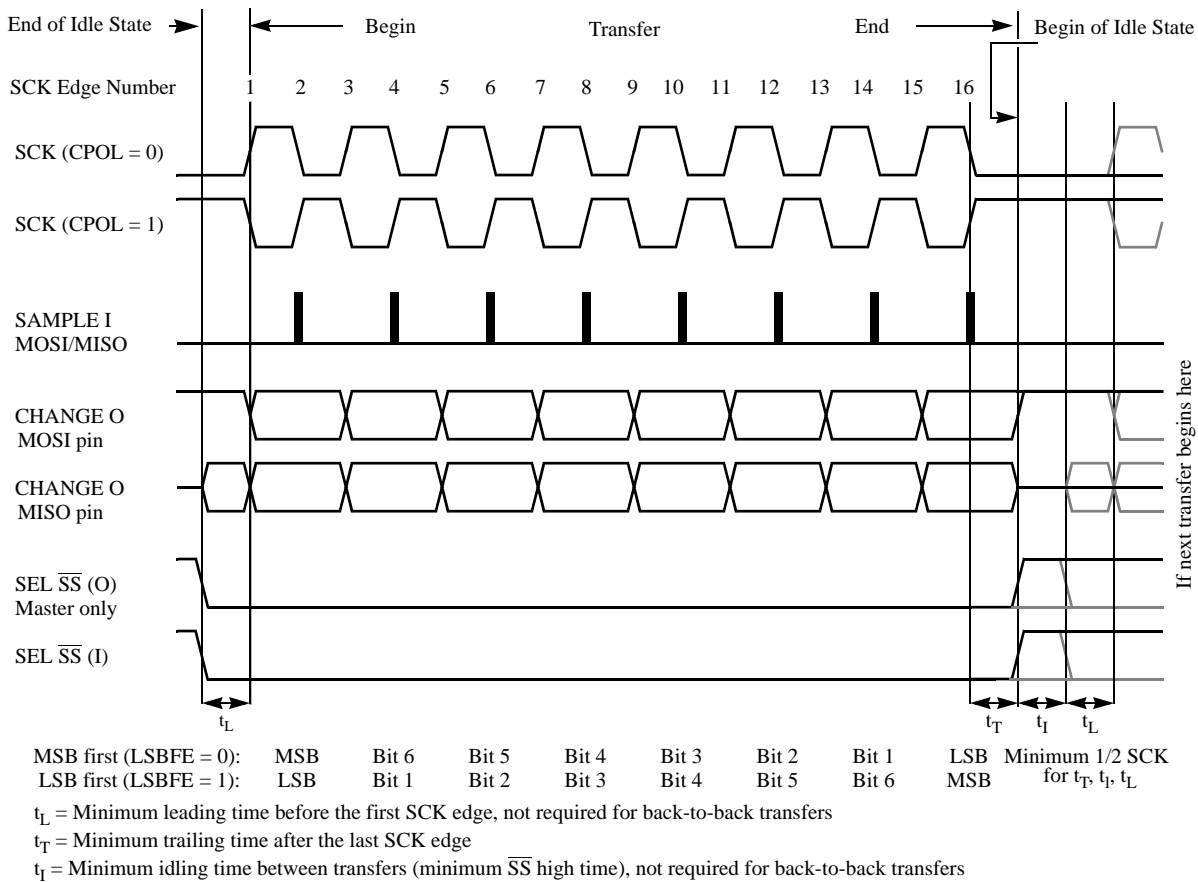 End of Idle State
Begin
Transfer
End
Begin of Idle State
SCK Edge Number
1 2 3 4 5 6 7 8 9 10 11 12 13 14 15 16
SCK (CPOL = 0)
SCK (CPOL = 1)
SAMPLE I
MOSI/MISO
CHANGE O
MOSI pin
CHANGE O
MISO pin
SEL S̅S̅ (O)
Master only
SEL S̅S̅ (I)
If next transfer begins here
tL
tT
tI
tL
MSB first (LSBFE = 0): MSB Bit 6 Bit 5 Bit 4 Bit 3 Bit 2 Bit 1 LSB
LSB first (LSBFE = 1): LSB Bit 1 Bit 2 Bit 3 Bit 4 Bit 5 Bit 6 MSB
Minimum 1/2 SCK
for tT, tI, tL
tL = Minimum leading time before the first SCK edge, not required for back-to-back transfers
tT = Minimum trailing time after the last SCK edge
tI = Minimum idling time between transfers (minimum S̅S̅ high time), not required for back-to-back transfers